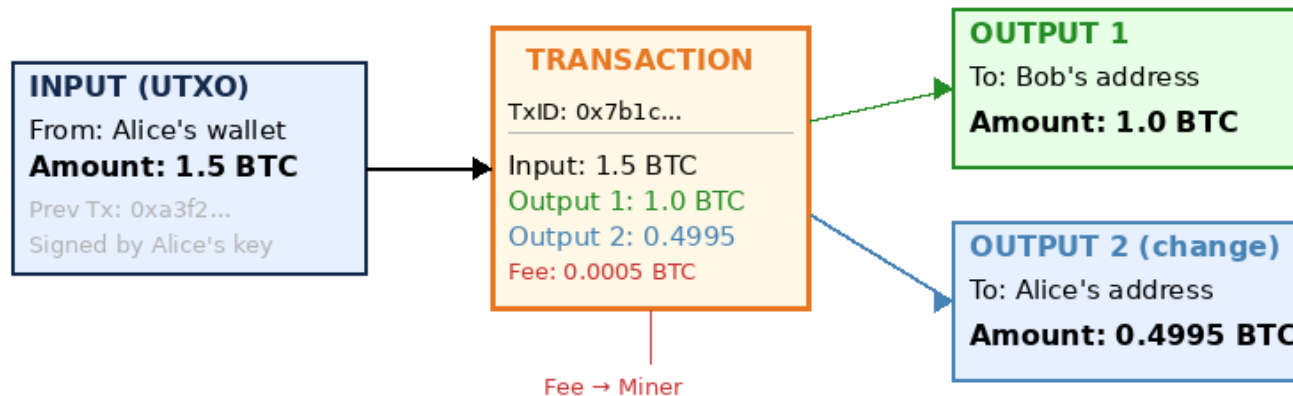 INPUT (UTXO)
From: Alice's wallet
Amount: 1.5 BTC
Prev Tx: 0xa3f2...
Signed by Alice's key
TRANSACTION
TxID: 0x7b1c...
Input: 1.5 BTC
Output 1: 1.0 BTC
Output 2: 0.4995
Fee: 0.0005 BTC
Fee → Miner
OUTPUT 1
To: Bob's address
Amount: 1.0 BTC
OUTPUT 2 (change)
To: Alice's address
Amount: 0.4995 BTC